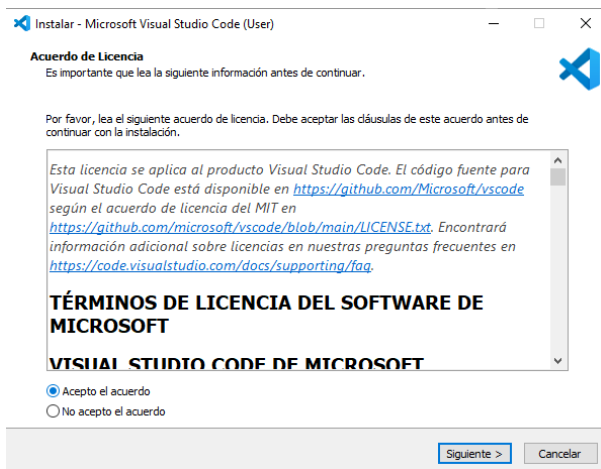 Instalar - Microsoft Visual Studio Code (User)
Acuerdo de Licencia
Es importante que lea la siguiente información antes de continuar.
Por favor, lea el siguiente acuerdo de licencia. Debe aceptar las cláusulas de este acuerdo antes de
continuar con la instalación.
Esta licencia se aplica al producto Visual Studio Code. El código fuente para
Visual Studio Code está disponible en https://github.com/Microsoft/vscode
según el acuerdo de licencia del MIT en
https://github.com/microsoft/vscode/blob/main/LICENSE.txt. Encontrará
información adicional sobre licencias en nuestras preguntas frecuentes en
https://code.visualstudio.com/docs/supporting/faq.
TÉRMINOS DE LICENCIA DEL SOFTWARE DE
MICROSOFT
VISUAL STUDIO CODE DE MICROSOFT
Acepto el acuerdo
No acepto el acuerdo
Siguiente > Cancelar